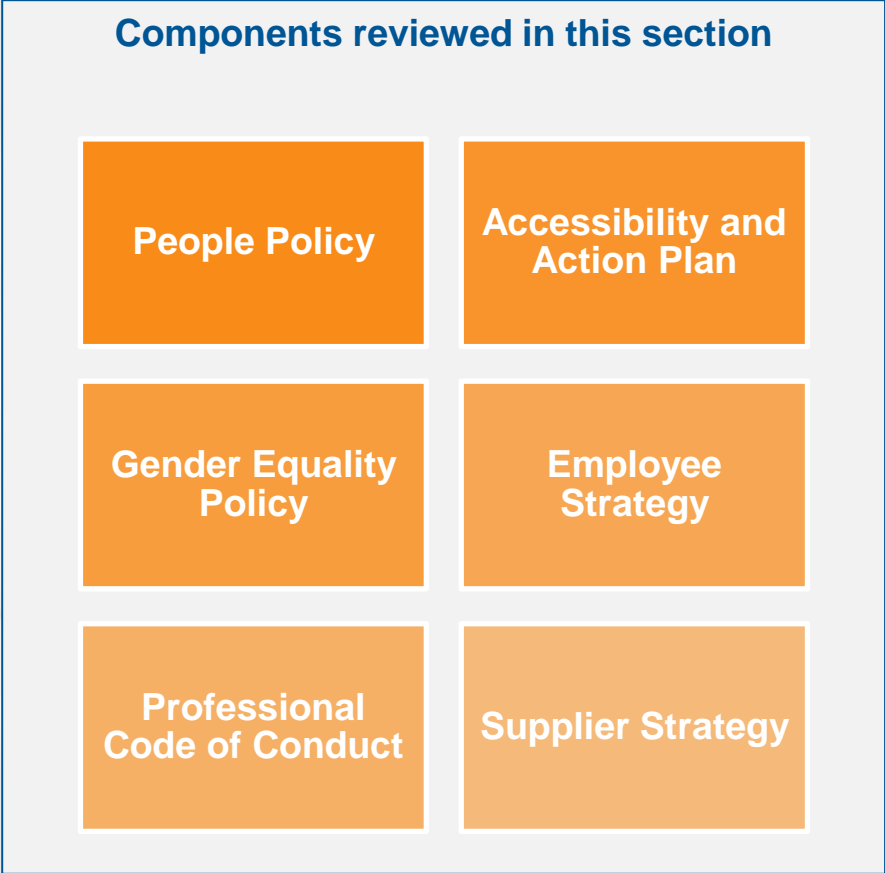 Components reviewed in this section
People Policy
Accessibility and
Action Plan
Gender Equality
Policy
Employee
Strategy
Professional
Code of Conduct
Supplier Strategy